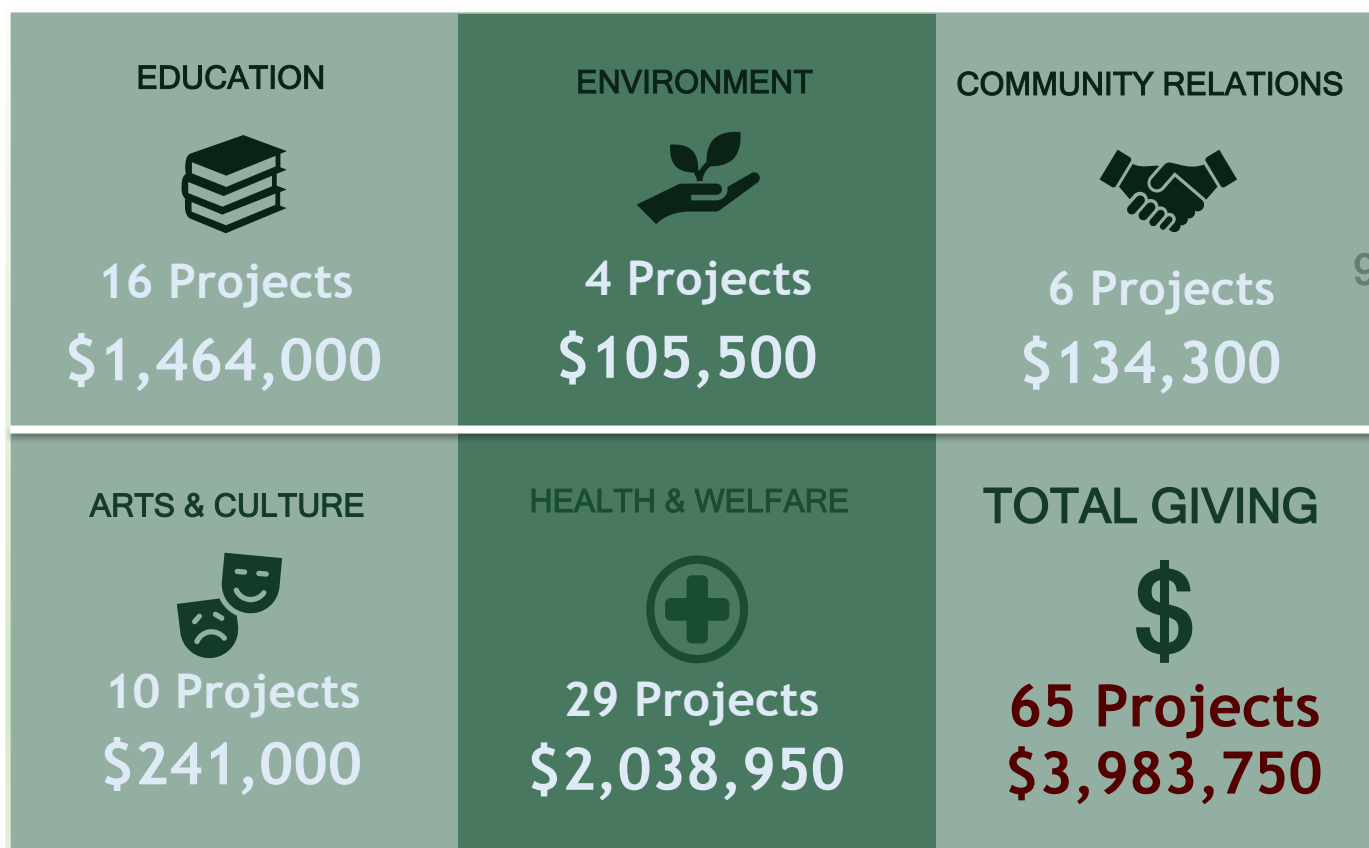 EDUCATION
16 Projects
$1,464,000
ENVIRONMENT
4 Projects
$105,500
COMMUNITY RELATIONS
6 Projects
$134,300
9
ARTS & CULTURE
10 Projects
$241,000
HEALTH & WELFARE
29 Projects
$2,038,950
TOTAL GIVING
$
65 Projects
$3,983,750